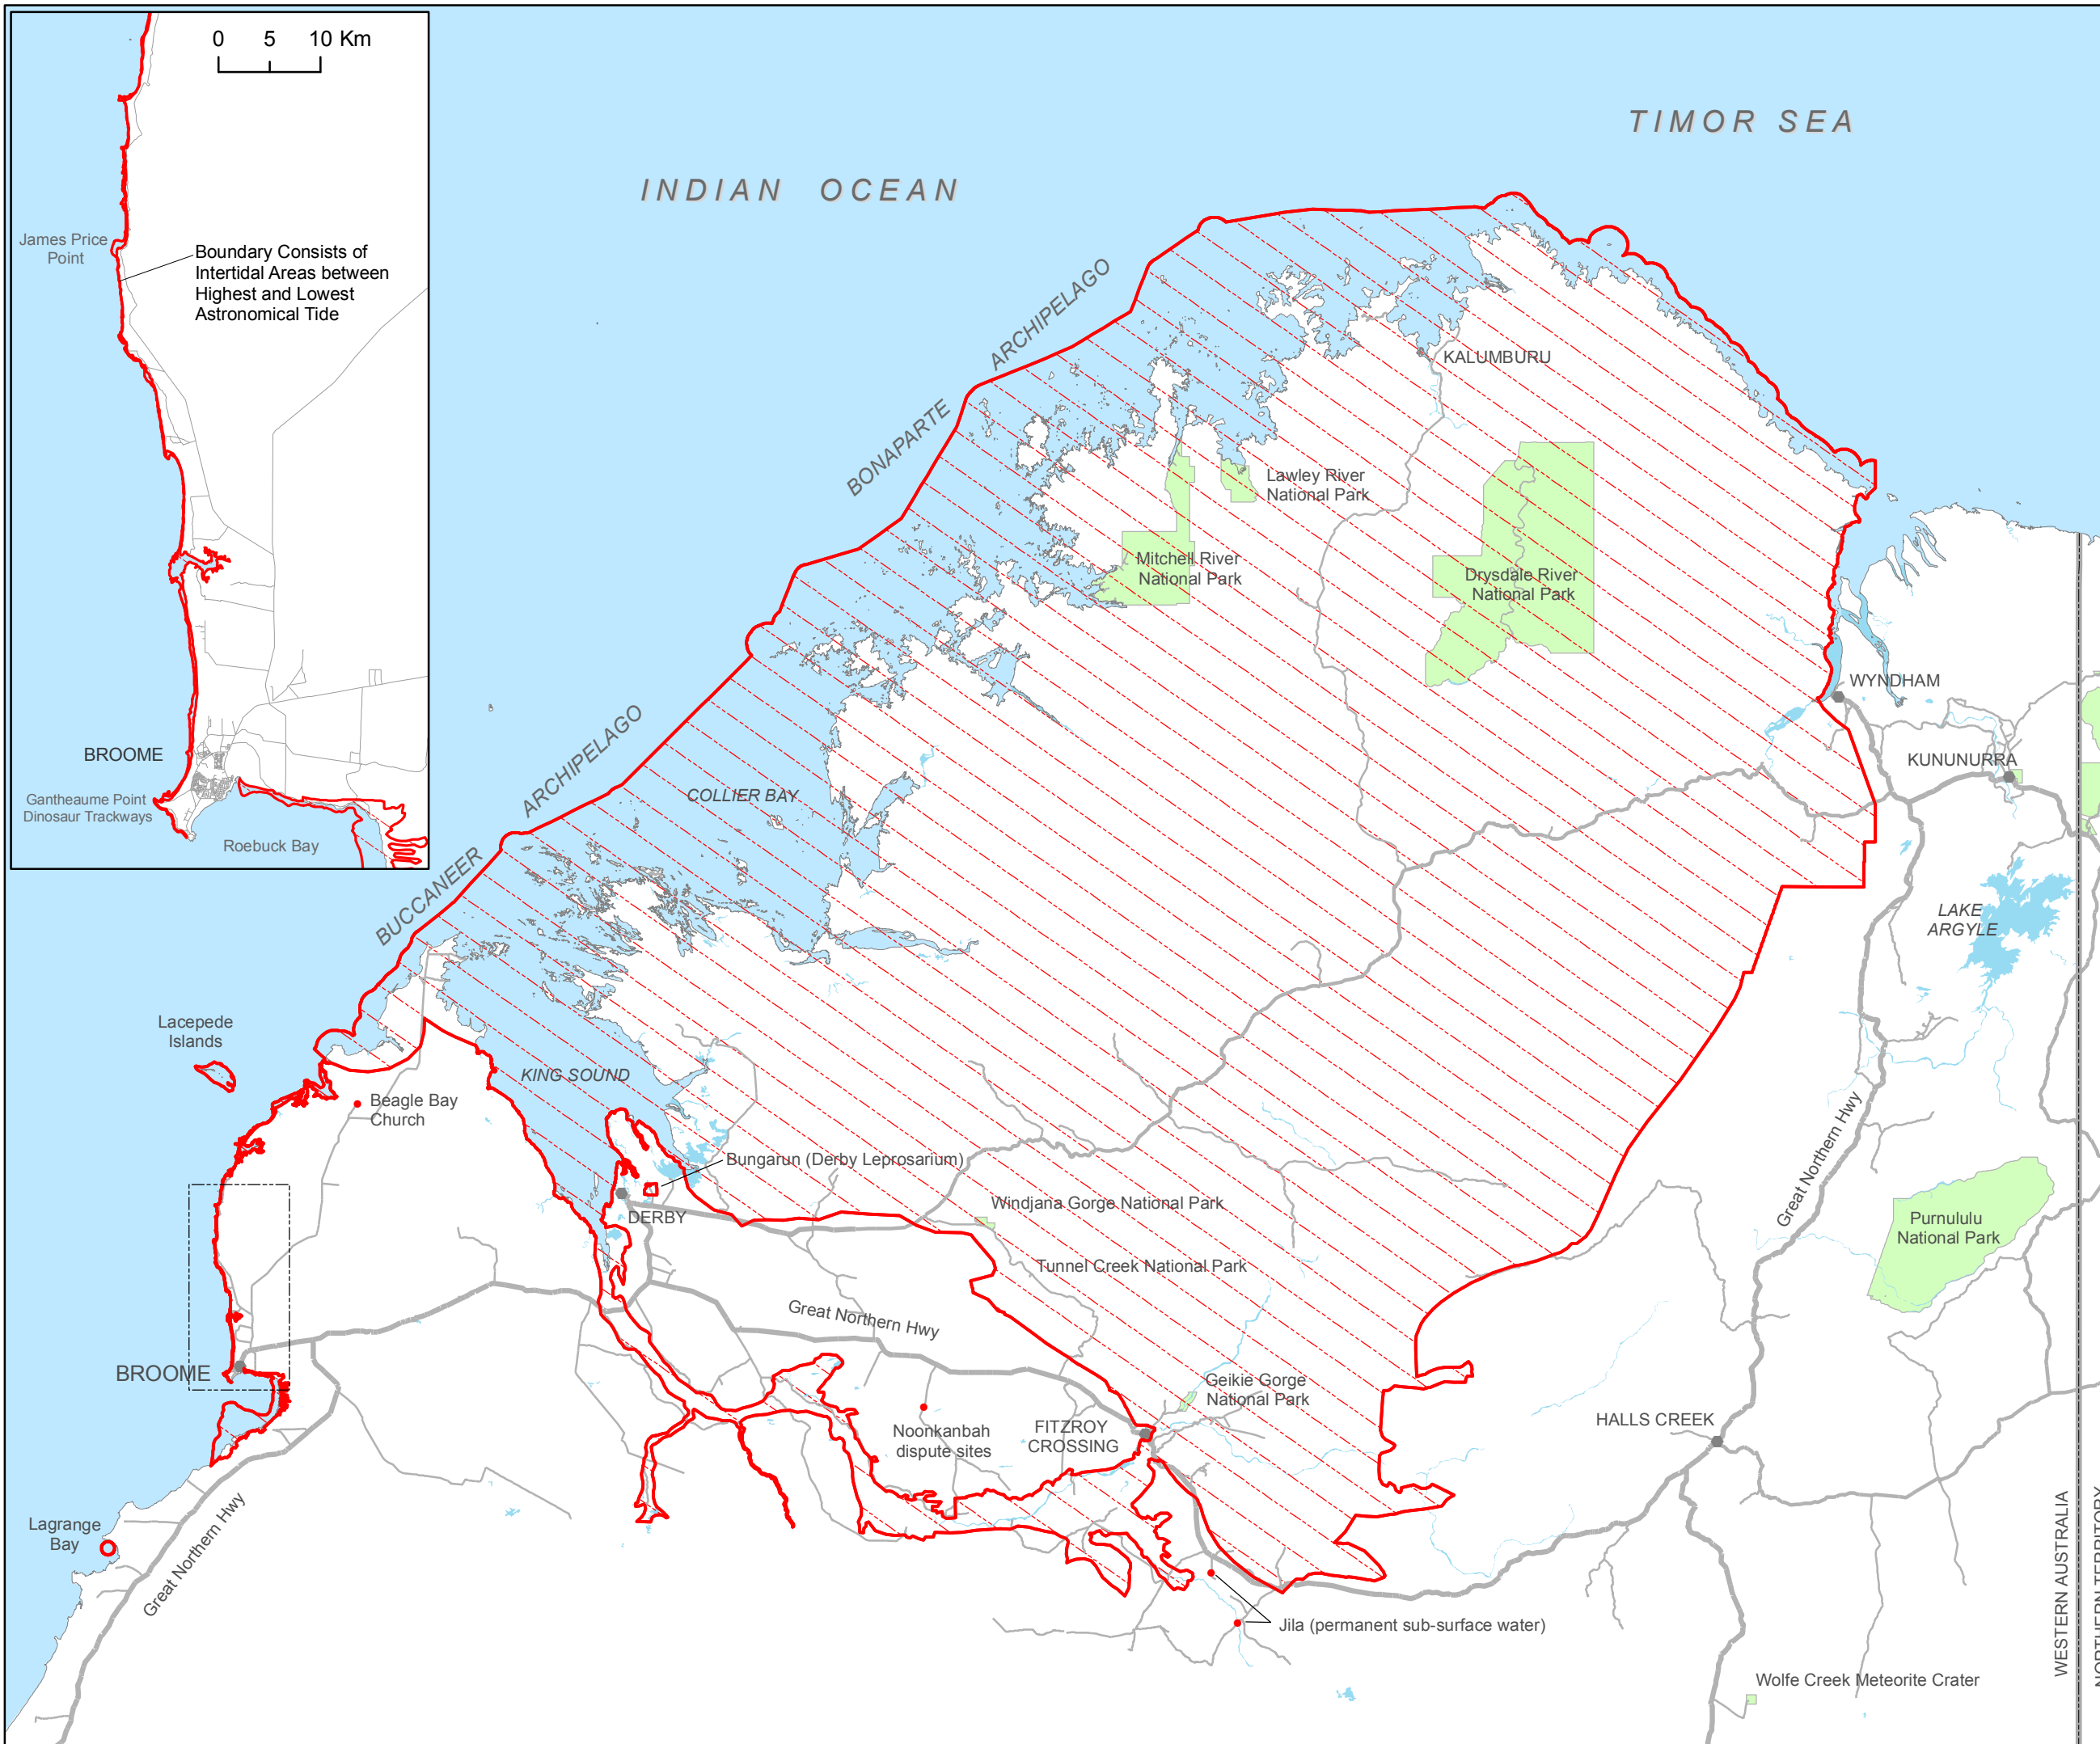 0 5 10 Km
James Price
Point
Boundary Consists of
Intertidal Areas between
Highest and Lowest
Astronomical Tide
BROOME
Gantheaume Point
Dinosaur Trackways
Roebuck Bay
TIMOR SEA
INDIAN OCEAN
BONAPARTE ARCHIPELAGO
KALUMBURU
Lawley River
National Park
Mitchell River
National Park
Drysdale River
National Park
WYNDHAM
KUNUNURRA
BUCCANEER ARCHIPELAGO
COLLIER BAY
LAKE
ARGYLE
Lacepede
Islands
KING SOUND
Beagle Bay
Church
Bungarun (Derby Leprosarium)
DERBY
Windjana Gorge National Park
Great Northern Hwy
Purnululu
National Park
Tunnel Creek National Park
Great Northern Hwy
BROOME
Geikie Gorge
National Park
Noonkanbah
dispute sites
FITZROY
CROSSING
HALLS CREEK
Lagrange
Bay
Great Northern Hwy
Jila (permanent sub-surface water)
Wolfe Creek Meteorite Crater
WESTERN AUSTRALIA
NORTHERN TERRITORY